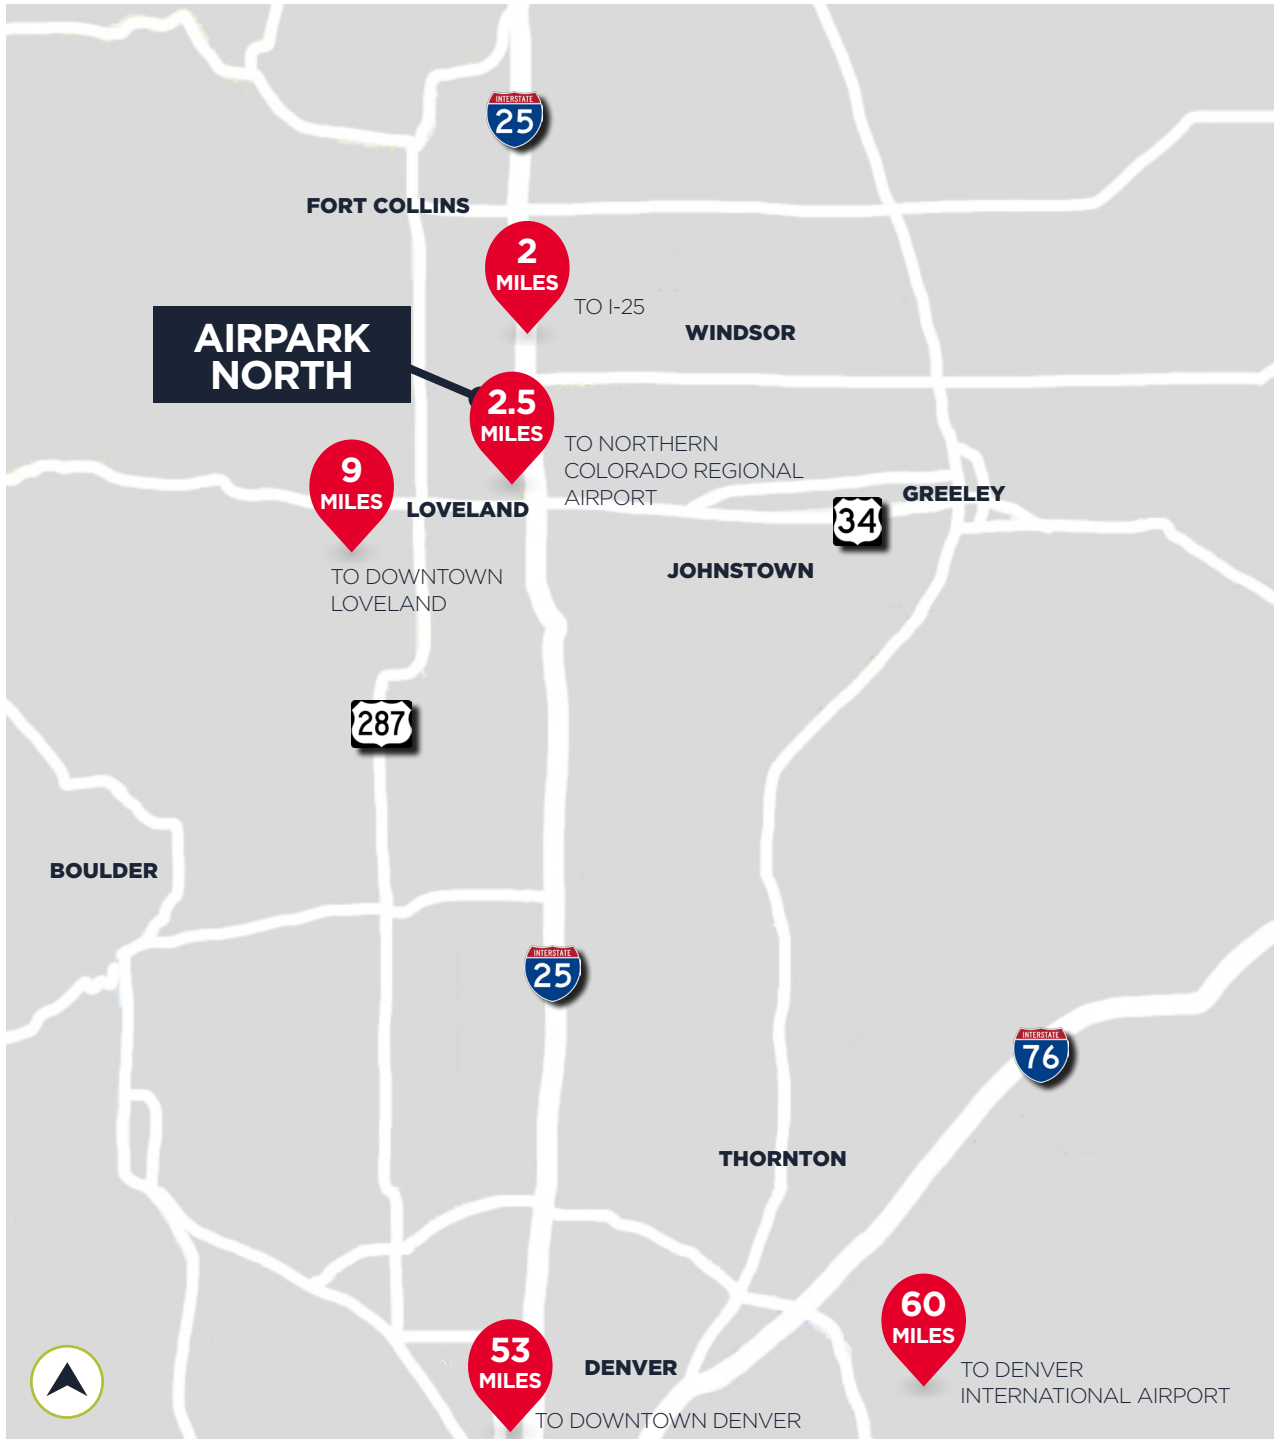 INTERSTATE
25
FORT COLLINS
2
MILES
TO I-25
WINDSOR
AIRPARK
NORTH
2.5
MILES
TO NORTHERN
COLORADO REGIONAL
AIRPORT
9
MILES
LOVELAND
GREELEY
34
TO DOWNTOWN
LOVELAND
JOHNSTOWN
287
BOULDER
INTERSTATE
25
INTERSTATE
76
THORNTON
60
MILES
TO DENVER
INTERNATIONAL AIRPORT
53
MILES
DENVER
TO DOWNTOWN DENVER